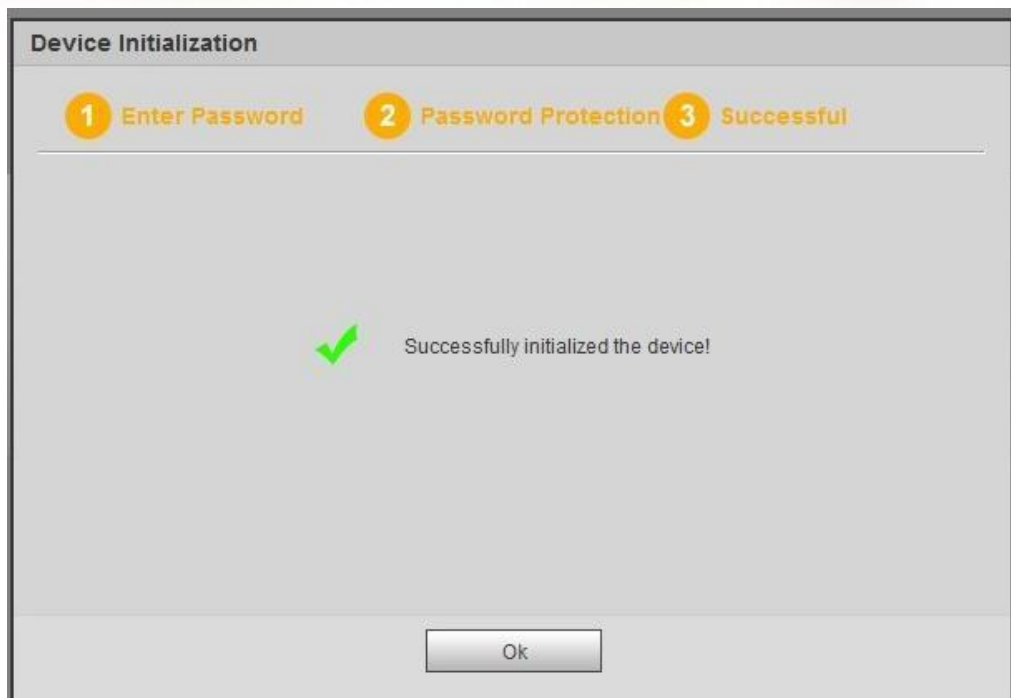 Device Initialization
1 Enter Password 2 Password Protection 3 Successful
Successfully initialized the device!
Ok